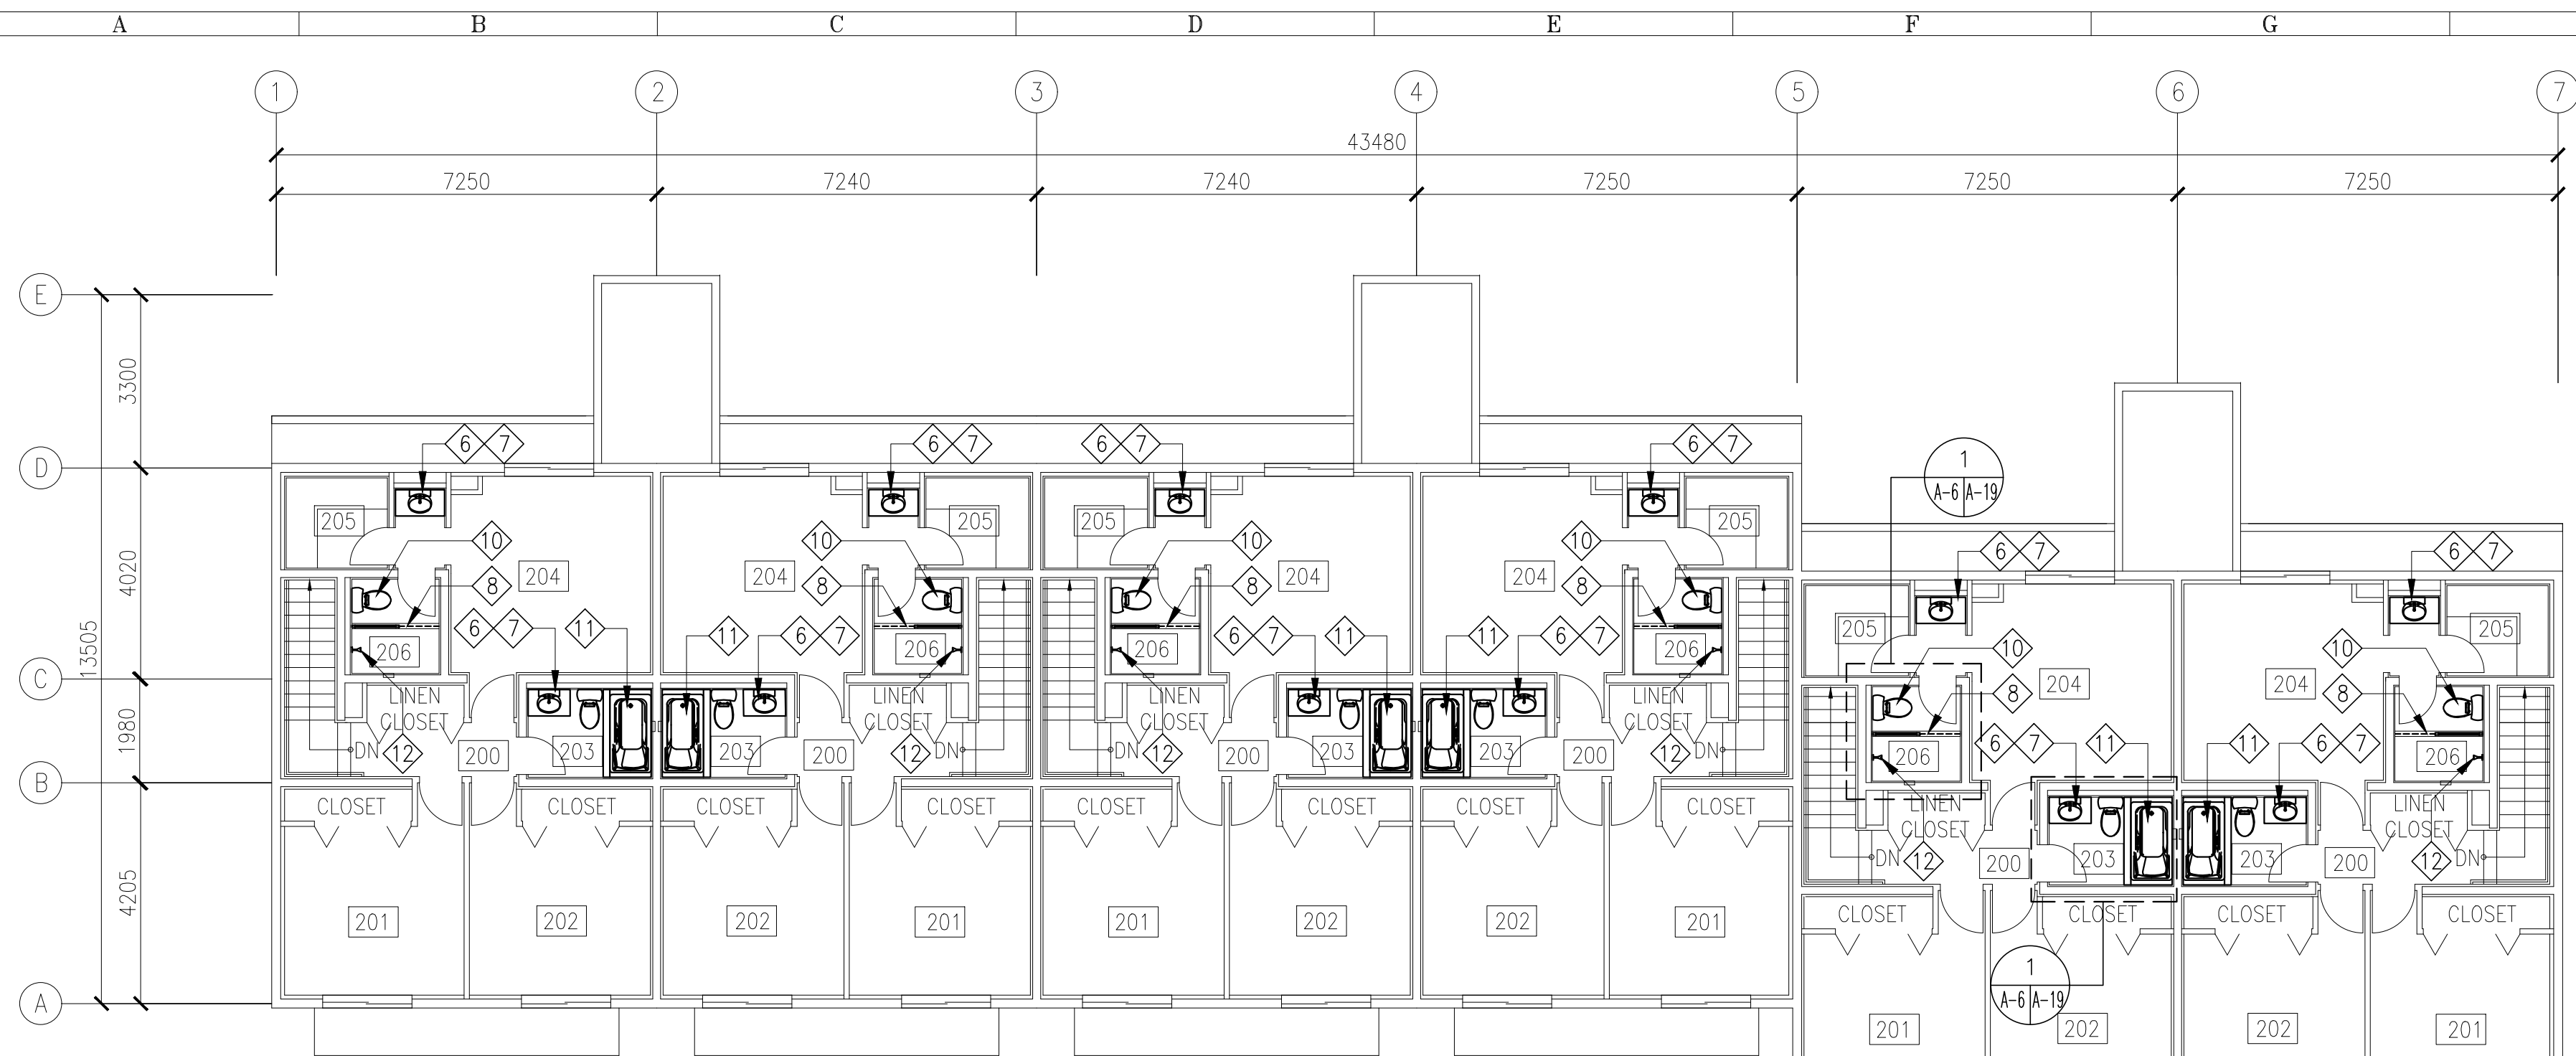 A B C D E F G
1 2 3 4 5 6 7
43480
7250 7240 7240 7250 7250 7250
E
3300
D
4020
13505
C
1980
B
4205
A
6 7 6 7 6 7 6 7
1
A-6 A-19
205 205 205 205
10 10 10 10
6 7 6 7
204 204 204 204
8 8 8 8
205 205
6 7 11 11 6 7 6 7 11 11 6 7
206 206 206 206
10 10
204 204
8 8
LINEN LINEN LINEN LINEN
CLOSET CLOSET CLOSET CLOSET
6 7 11 11 6 7
DN 12 200 203 203 200 12 DN DN 12 200 203 203 200 12 DN
206 206
CLOSET CLOSET CLOSET CLOSET CLOSET CLOSET CLOSET CLOSET
LINEN LINEN
CLOSET CLOSET
DN 12 200 203 203 200 12 DN
201 202 202 201 201 202 202 201
CLOSET CLOSET CLOSET CLOSET
1
A-6 A-19
201 202 202 201